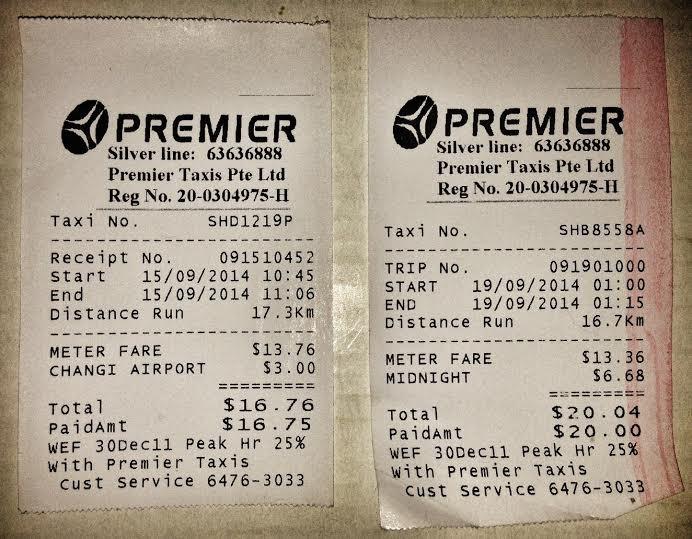 PREMIER
Silver line: 63636888
Premier Taxis Pte Ltd
Reg No. 20-0304975-H
Taxi No. SHD1219P
Receipt No. 091510452
Start 15/09/2014 10:45
End 15/09/2014 11:06
Distance Run 17.3Km
METER FARE $13.76
CHANGI AIRPORT $3.00
=========
Total $16.76
PaidAmt $16.75
WEF 30Dec11 Peak Hr 25%
With Premier Taxis
Cust Service 6476-3033
PREMIER
Silver line: 63636888
Premier Taxis Pte Ltd
Reg No. 20-0304975-H
Taxi No. SHB8558A
TRIP No. 091901000
START 19/09/2014 01:00
END 19/09/2014 01:15
Distance Run 16.7Km
METER FARE $13.36
MIDNIGHT $6.68
=========
Total $20.04
PaidAmt $20.00
WEF 30Dec11 Peak Hr 25%
With Premier Taxis
Cust Service 6476-3033